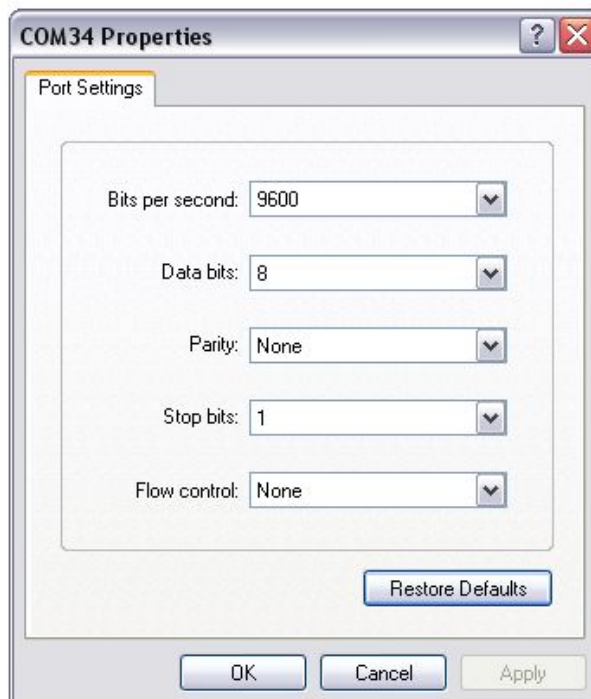 COM34 Properties
Port Settings
Bits per second: 9600
Data bits: 8
Parity: None
Stop bits: 1
Flow control: None
Restore Defaults
OK Cancel Apply